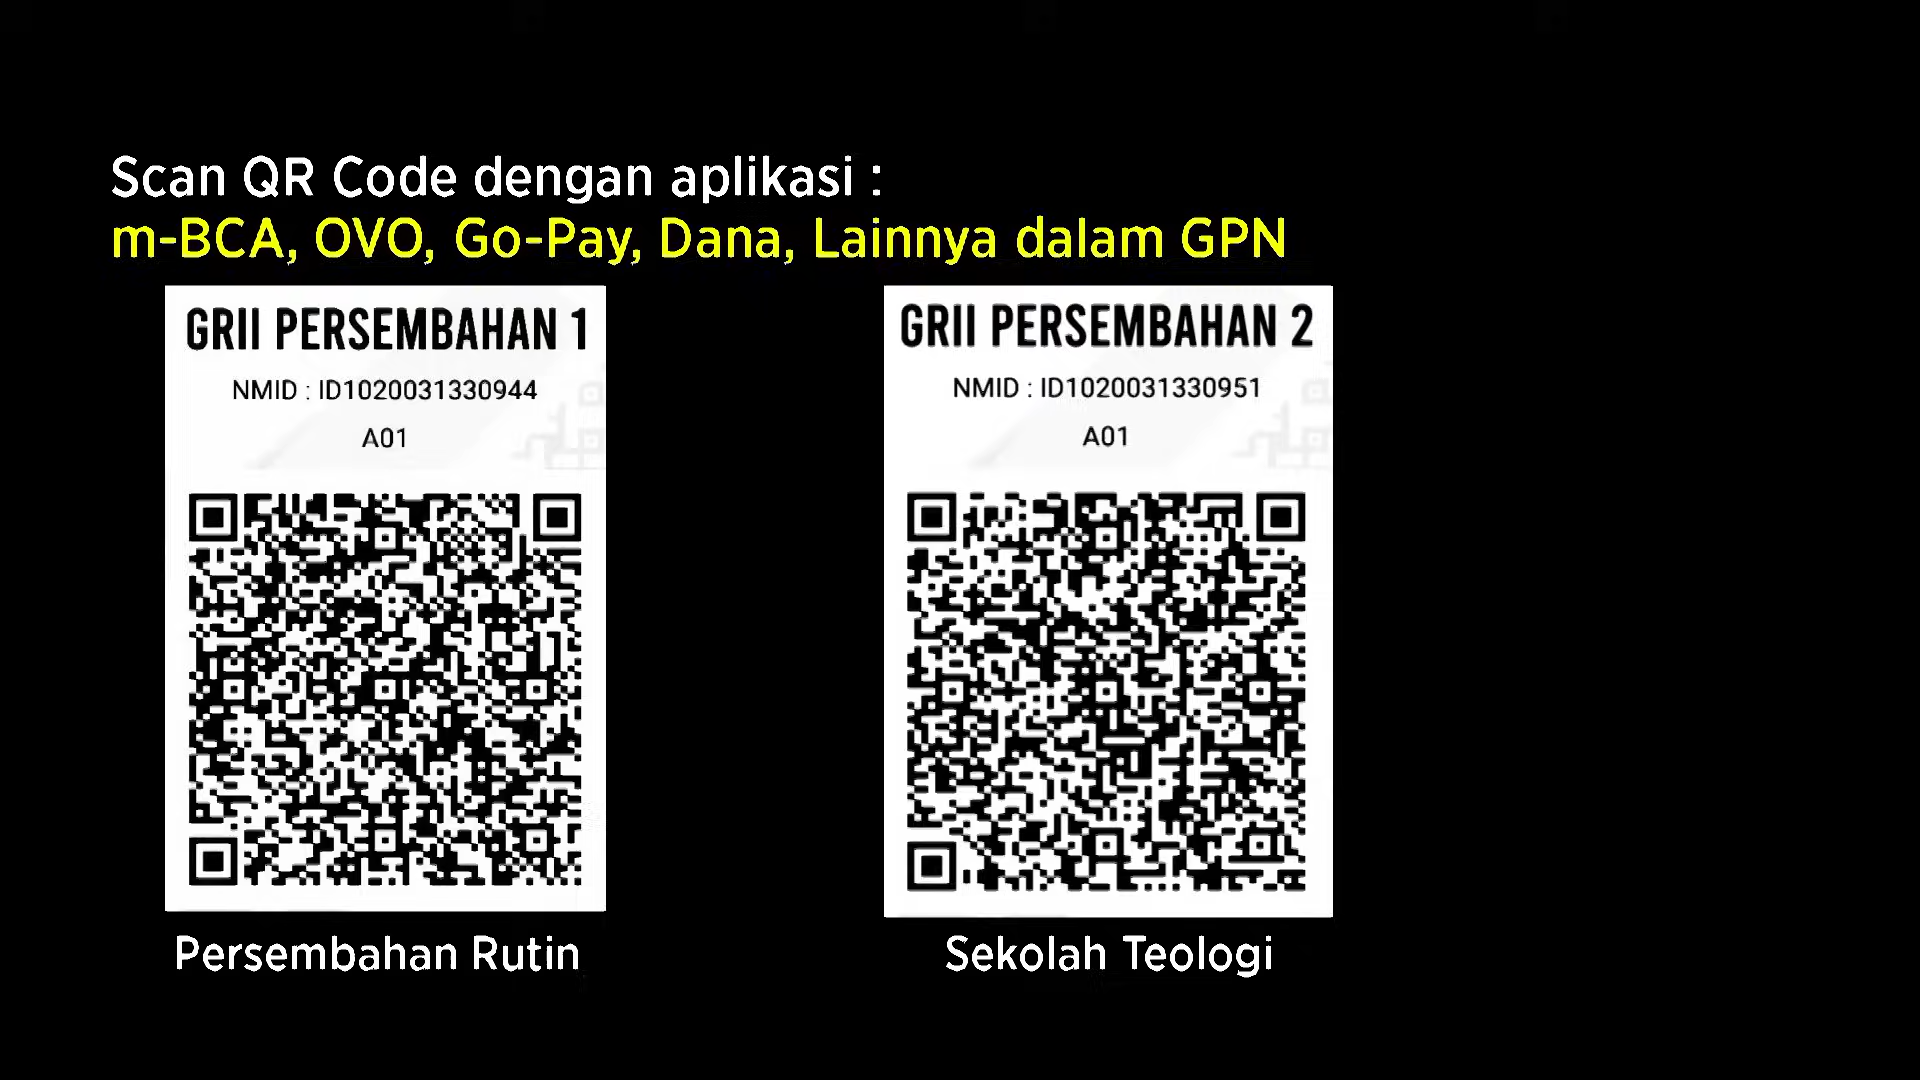 Scan QR Code dengan aplikasi :
m-BCA, OVO, Go-Pay, Dana, Lainnya dalam GPN
GRII PERSEMBAHAN 1
NMID : ID1020031330944
A01
Persembahan Rutin
GRII PERSEMBAHAN 2
NMID : ID1020031330951
A01
Sekolah Teologi